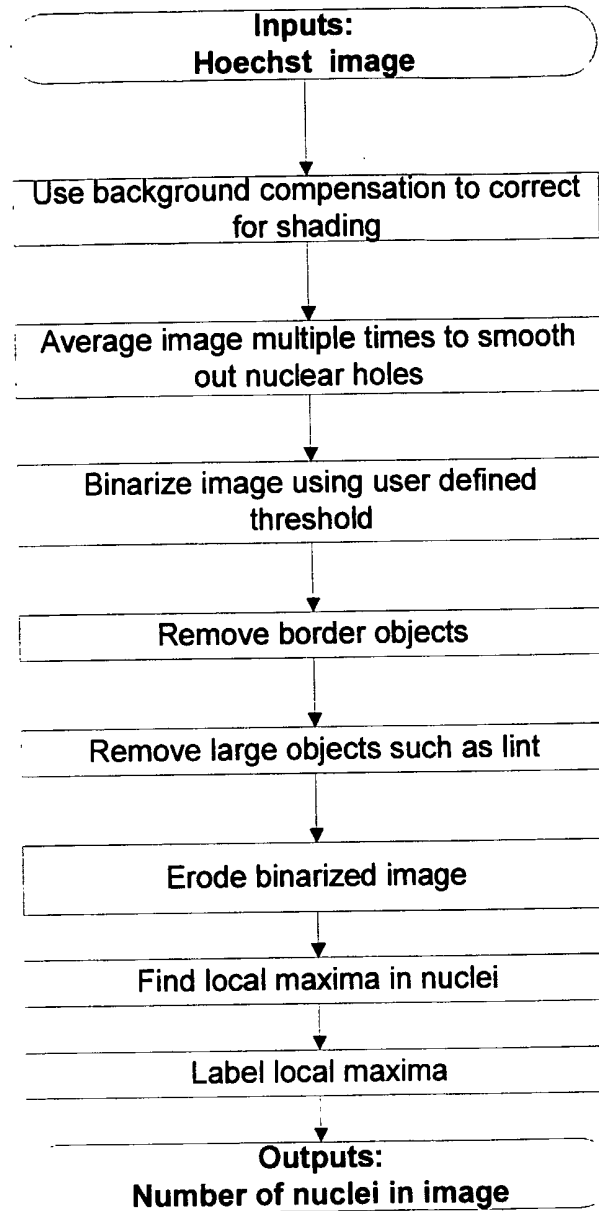 Inputs:
Hoechst image
Use background compensation to correct
for shading
Average image multiple times to smooth
out nuclear holes
Binarize image using user defined
threshold
Remove border objects
Remove large objects such as lint
Erode binarized image
Find local maxima in nuclei
Label local maxima
Outputs:
Number of nuclei in image